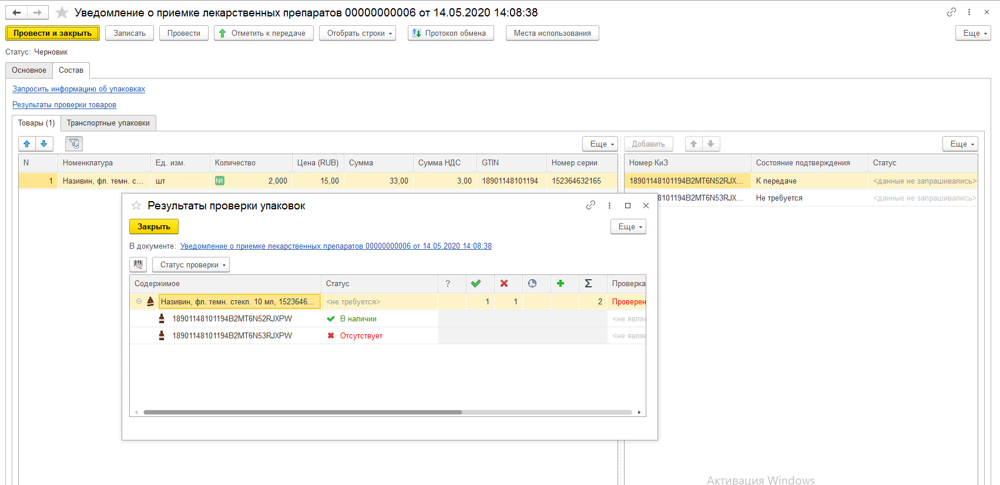 Уведомление о приемке лекарственных препаратов 00000000006 от 14.05.2020 14:08:38
Провести и закрыть Записать Провести Отметить к передаче Отобрать строки Протокол обмена Места использования Еще
Статус: Черновик
Основное Состав
Запросить информацию об упаковках
Результаты проверки товаров
Товары (1) Транспортные упаковки
Еще Добавить Еще
N Номенклатура Ед. изм. Количество Цена (RUB) Сумма Сумма НДС GTIN Номер серии Номер КиЗ Состояние подтверждения Статус
1 Називин, фл. темн. с... шт № 2,000 15,00 33,00 3,00 18901148101194 152364632165 18901148101194B2MT6N52RJX... К передаче <данные не запрашивались>
8101194B2MT6N53RJX... Не требуется <данные не запрашивались>
Результаты проверки упаковок
Закрыть Еще
В документе: Уведомление о приемке лекарственных препаратов 00000000006 от 14.05.2020 14:08:38
Статус проверки
Содержимое Статус ? Σ Проверка
Називин, фл. темн. стекл. 10 мл, 1523646... <не требуется> 1 1 2 Проверен
18901148101194B2MT6N52RJXPW В наличии <не явля
18901148101194B2MT6N53RJXPW Отсутствует <не явля
Активация Windows